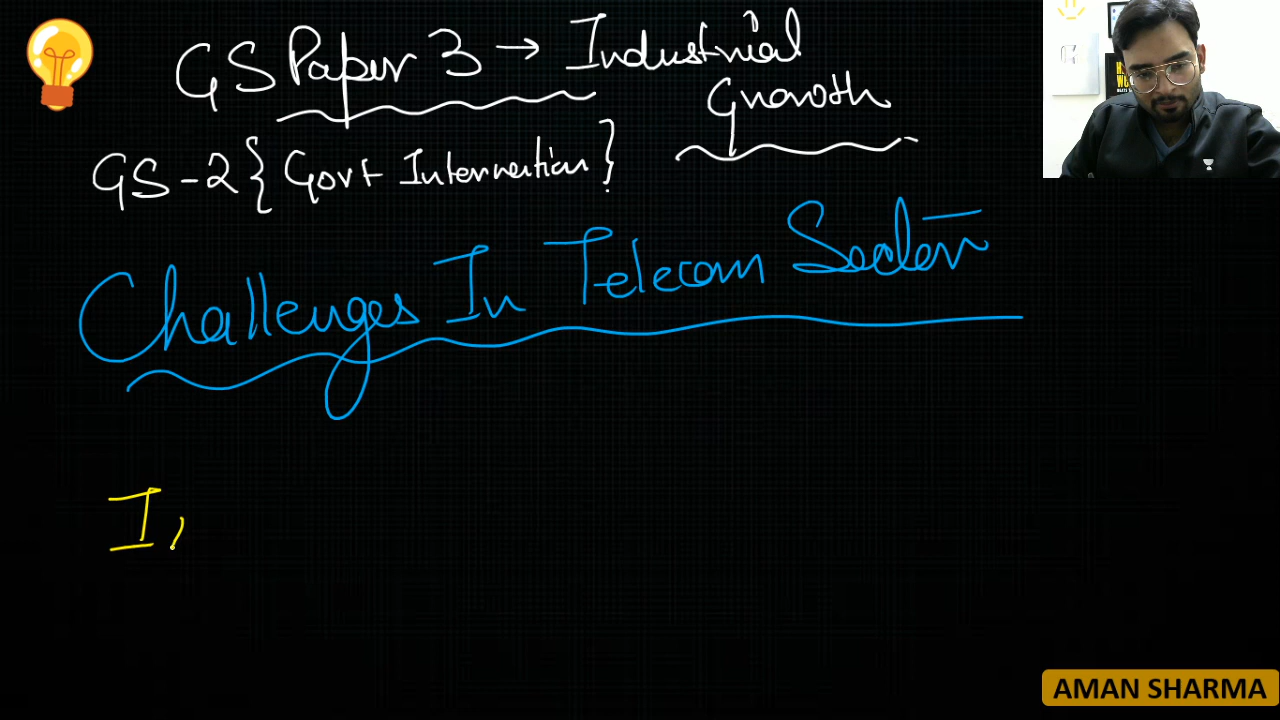 GS Paper 3 → Industrial
Growth
GS-2 { Govt Intervention }
Challenges In Telecom Sector
I,
AMAN SHARMA